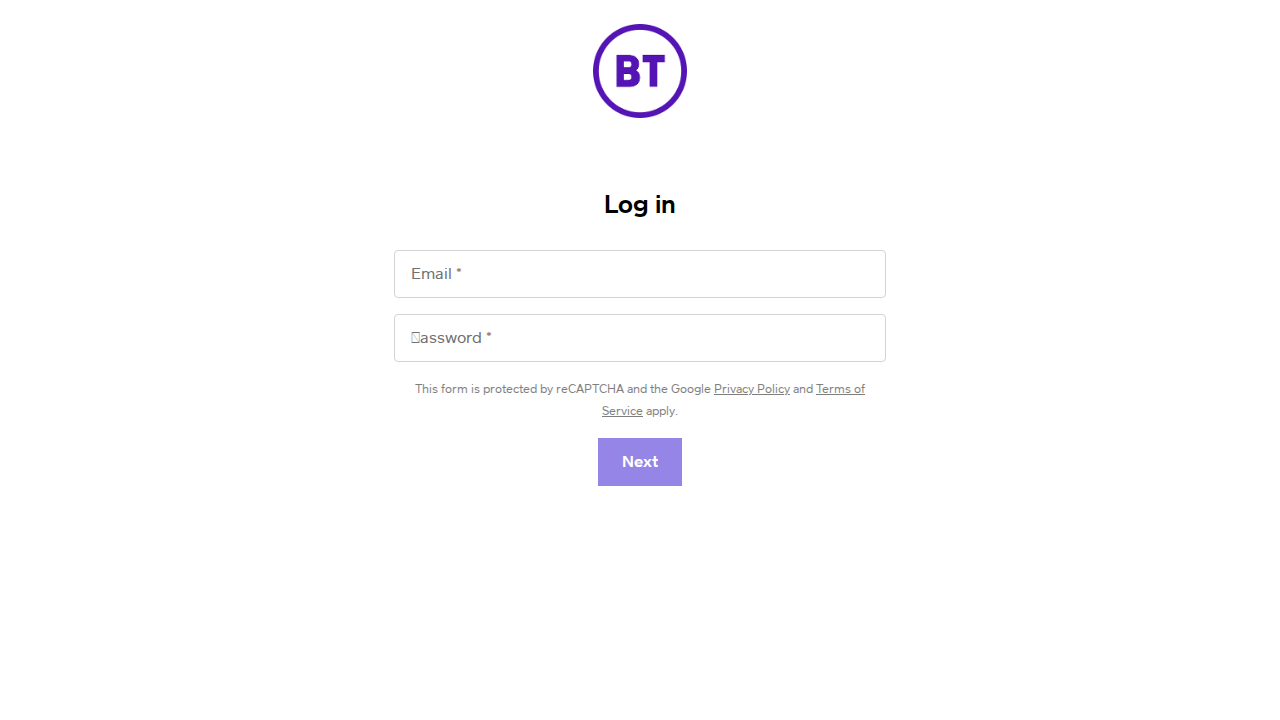 BT
Log in
Email *
assword *
This form is protected by reCAPTCHA and the Google Privacy Policy and Terms of
Service apply.
Next